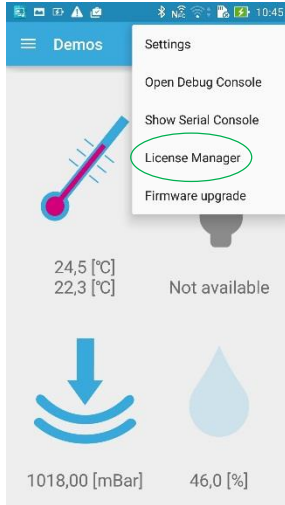 10:45
Demos
Settings
Open Debug Console
Show Serial Console
License Manager
Firmware upgrade
24,5 [°C]
22,3 [°C]
Not available
1018,00 [mBar]
46,0 [%]